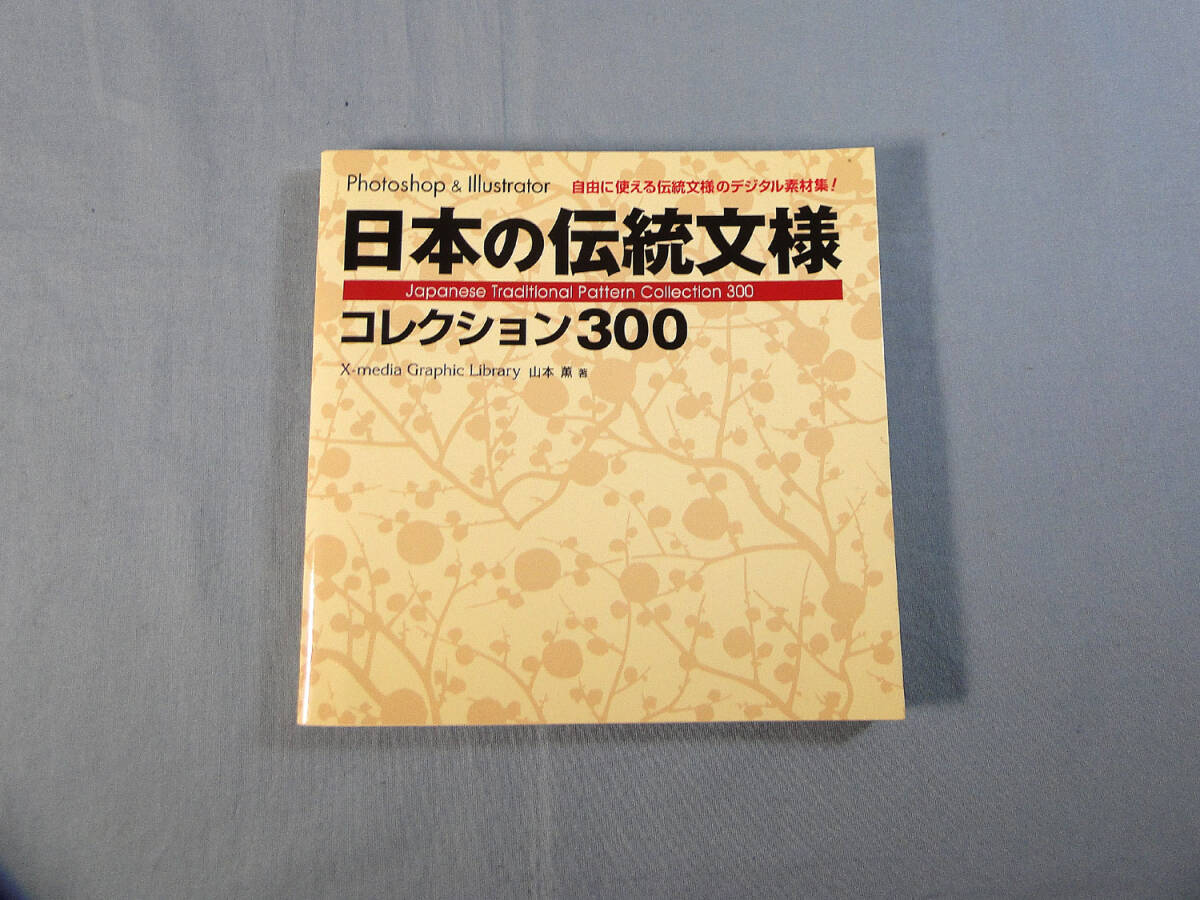 Photoshop & Illustrator 自由に使える伝統文様のデジタル素材集!
日本の伝統文様
Japanese Traditional Pattern Collection 300
コレクション300
X-media Graphic Library 山本 薫 著